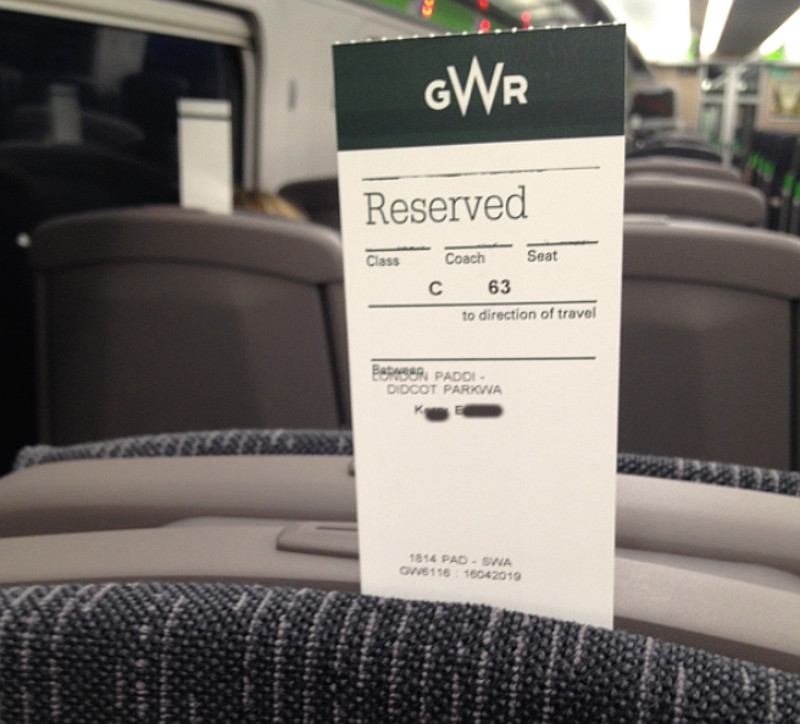 GWR
Reserved
Class Coach Seat
C 63
to direction of travel
Between
LONDON PADDI -
DIDCOT PARKWA
1814 PAD - SWA
GW6116 : 16042019